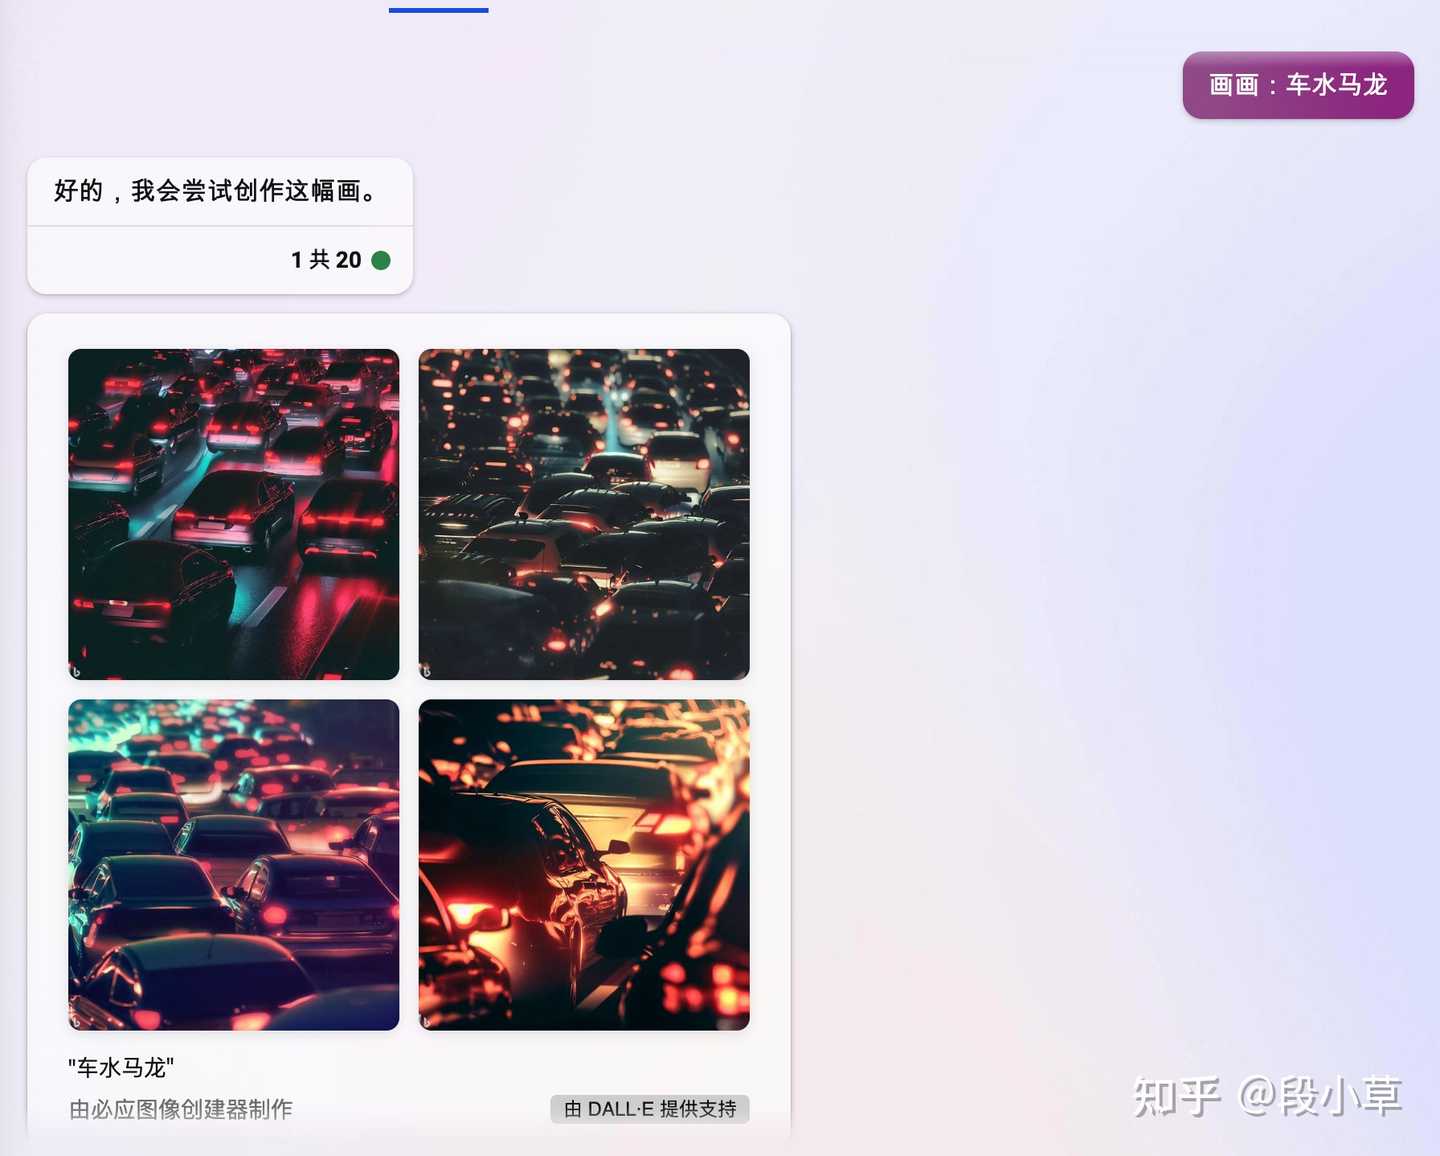 画画：车水马龙
好的，我会尝试创作这幅画。
1 共 20
"车水马龙"
由必应图像创建器制作
由 DALL·E 提供支持
知乎 @段小草